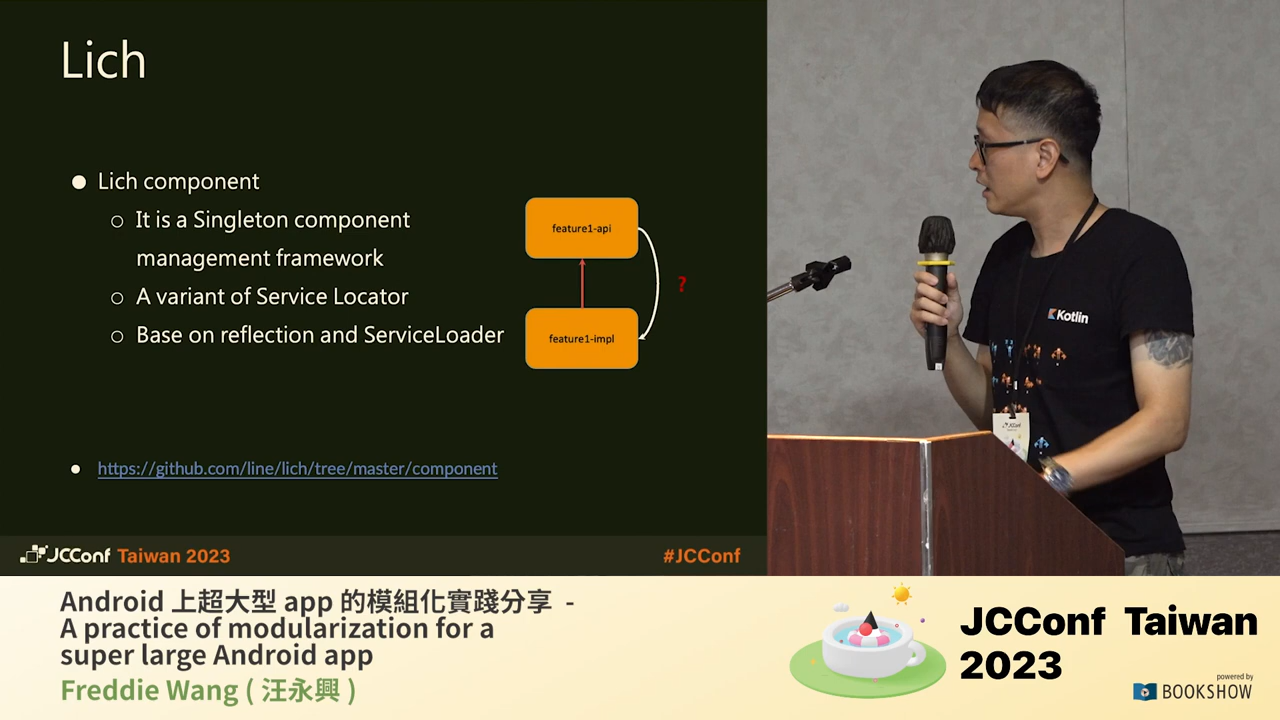 Lich
● Lich component
○ It is a Singleton component
management framework
○ A variant of Service Locator
○ Base on reflection and ServiceLoader
feature1-api
?
feature1-impl
● https://github.com/line/lich/tree/master/component
JCConf Taiwan 2023
#JCConf
Kotlin
Android 上超大型 app 的模組化實踐分享 -
A practice of modularization for a
super large Android app
Freddie Wang ( 汪永興 )
JCConf Taiwan
2023
powered by
BOOKSHOW